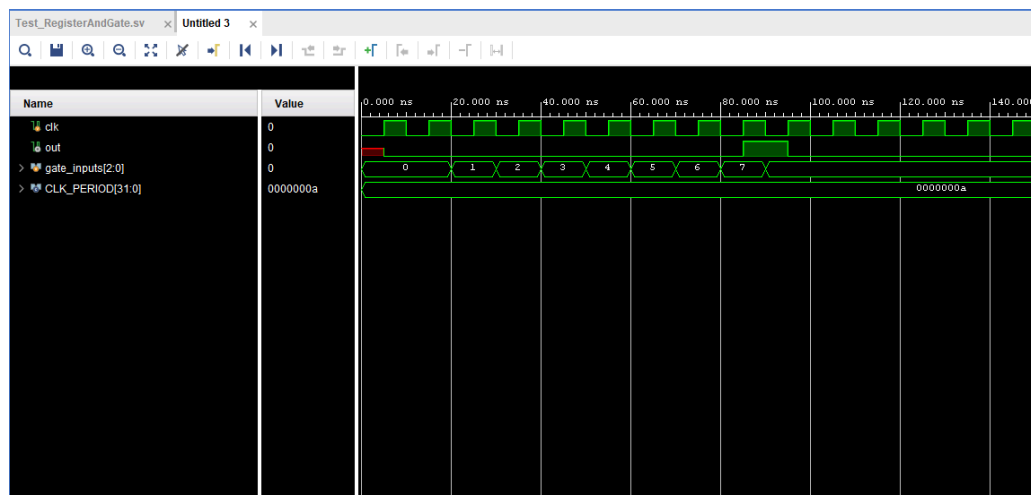 Test_RegisterAndGate.sv × Untitled 3 ×
Name Value
0.000 ns 20.000 ns 40.000 ns 60.000 ns 80.000 ns 100.000 ns 120.000 ns 140.00
clk 0
out 0
gate_inputs[2:0] 0 0 1 2 3 4 5 6 7
CLK_PERIOD[31:0] 0000000a 0000000a